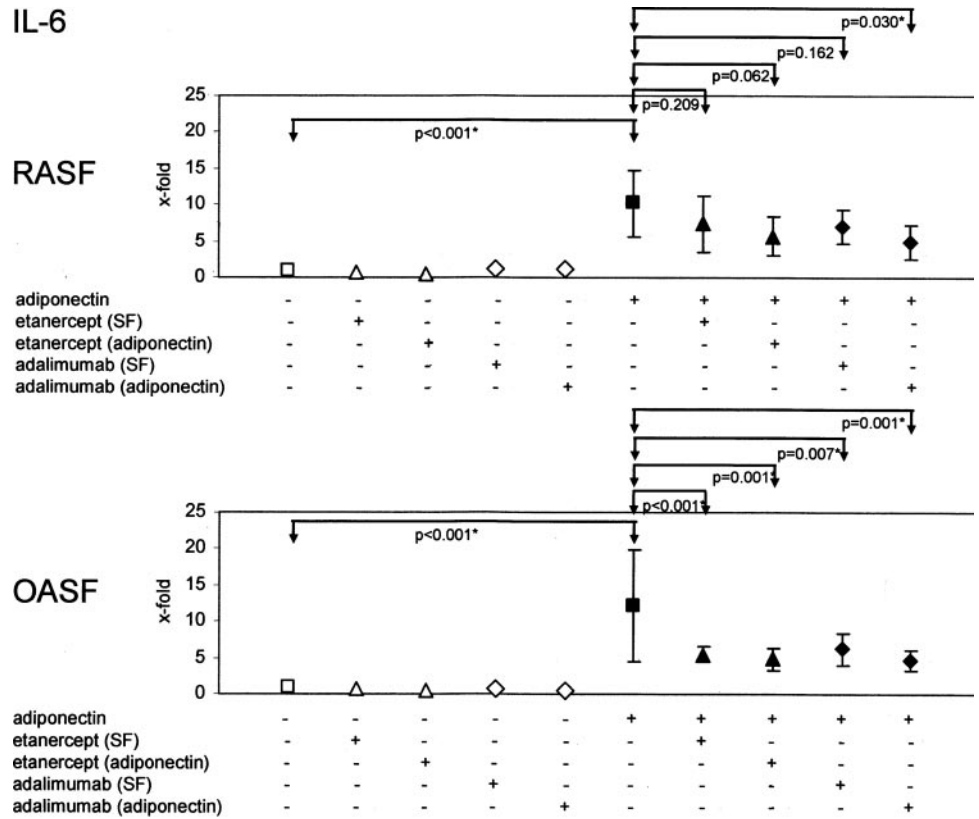 IL-6
p=0.030*
p=0.162
p=0.062
p=0.209
p<0.001*
RASF
x-fold
25
20
15
10
5
0
adiponectin - - - - - + + + + +
etanercept (SF) - + - - - - + - - -
etanercept (adiponectin) - - + - - - - + - -
adalimumab (SF) - - - + - - - - + -
adalimumab (adiponectin) - - - - + - - - - +
p=0.001*
p=0.007*
p=0.001*
p<0.001*
p<0.001*
OASF
x-fold
25
20
15
10
5
0
adiponectin - - - - - + + + + +
etanercept (SF) - + - - - - + - - -
etanercept (adiponectin) - - + - - - - + - -
adalimumab (SF) - - - + - - - - + -
adalimumab (adiponectin) - - - - + - - - - +